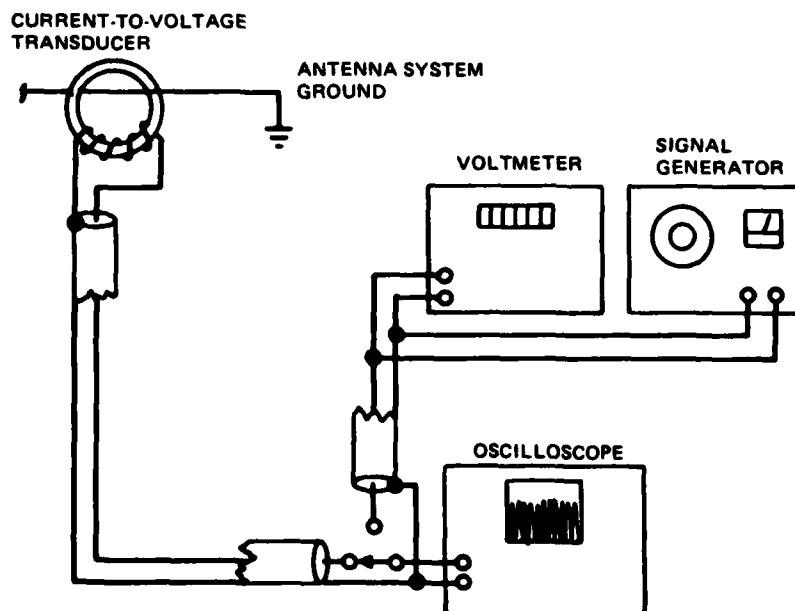 CURRENT-TO-VOLTAGE
TRANSDUCER
ANTENNA SYSTEM
GROUND
VOLTMETER
SIGNAL
GENERATOR
OSCILLOSCOPE